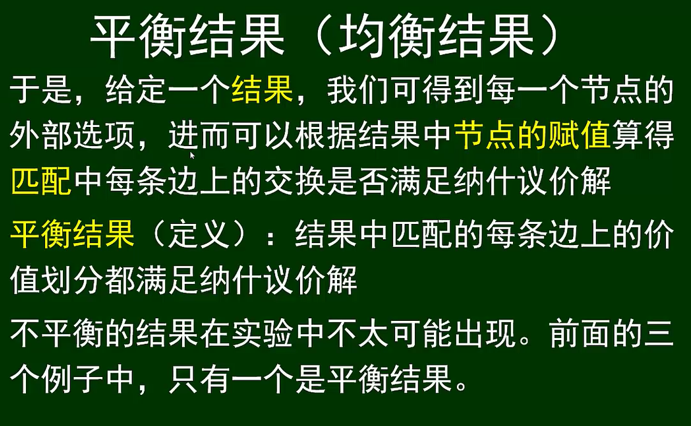 平衡结果（均衡结果）
于是，给定一个结果，我们可得到每一个节点的
外部选项，进而可以根据结果中节点的赋值算得
匹配中每条边上的交换是否满足纳什议价解
平衡结果（定义）：结果中匹配的每条边上的价
值划分都满足纳什议价解
不平衡的结果在实验中不太可能出现。前面的三
个例子中，只有一个是平衡结果。